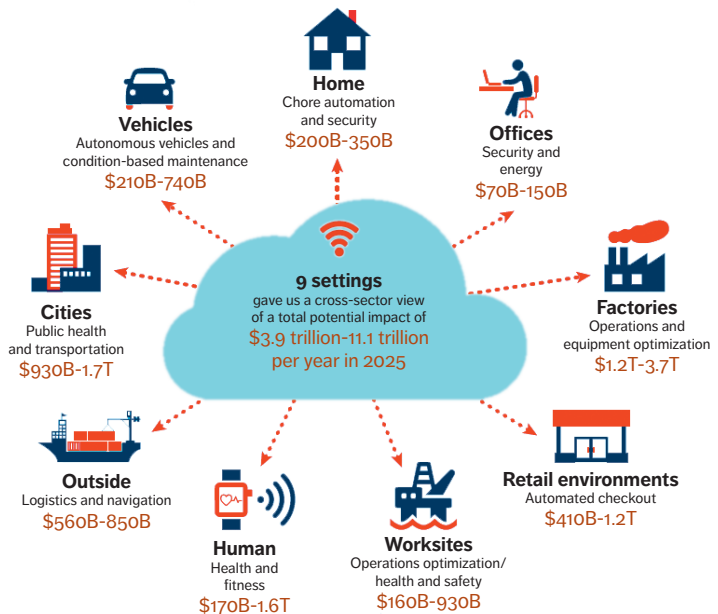 Home
Chore automation
and security
$200B-350B
Vehicles
Autonomous vehicles and
condition-based maintenance
$210B-740B
Offices
Security and
energy
$70B-150B
9 settings
gave us a cross-sector view
of a total potential impact of
$3.9 trillion-11.1 trillion
per year in 2025
Cities
Public health
and transportation
$930B-1.7T
Factories
Operations and
equipment optimization
$1.2T-3.7T
Outside
Logistics and navigation
$560B-850B
Retail environments
Automated checkout
$410B-1.2T
Human
Health and
fitness
$170B-1.6T
Worksites
Operations optimization/
health and safety
$160B-930B